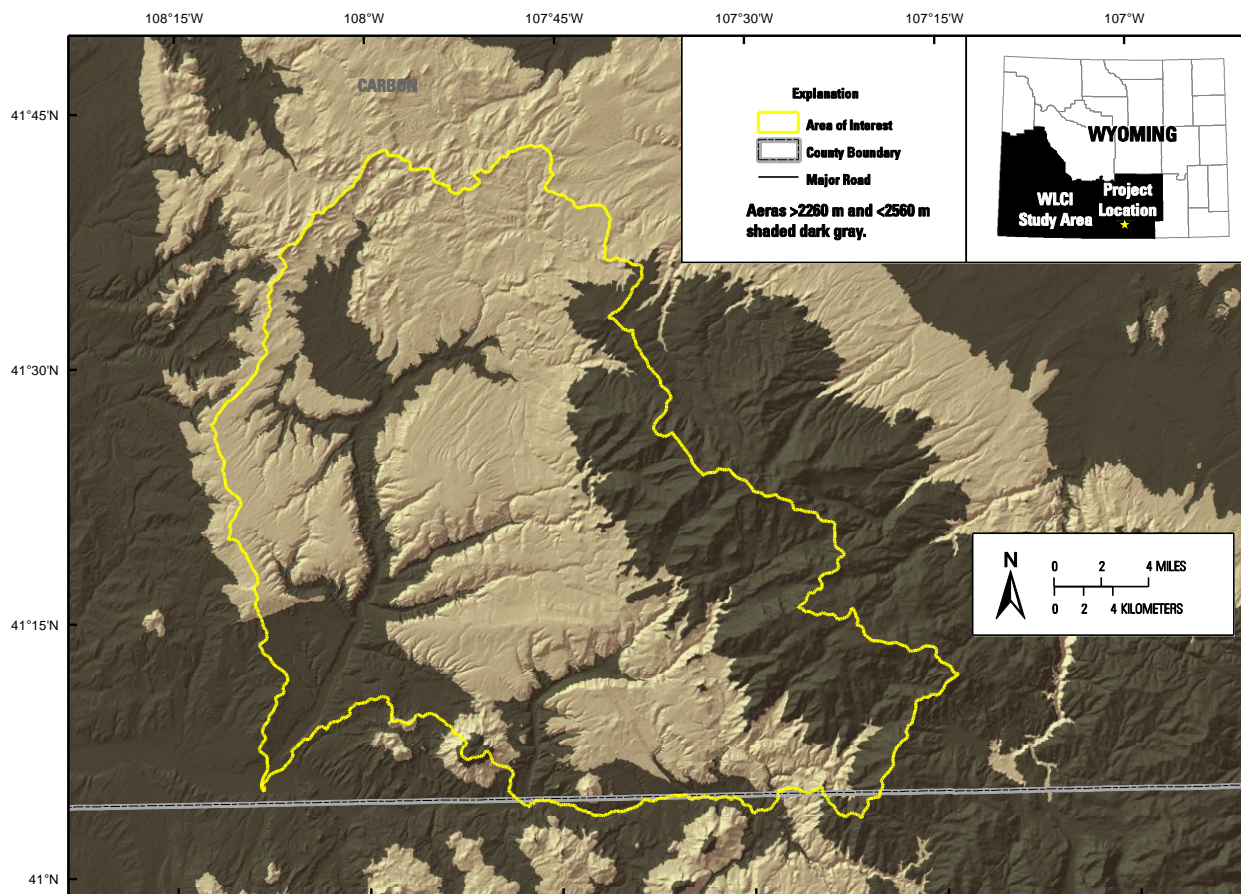 108°15'W 108°W 107°45'W 107°30'W 107°15'W 107°W
41°45'N
41°30'N
41°15'N
41°N
CARBON
Explanation
Area of Interest
County Boundary
Major Road
Aeras >2260 m and <2560 m
shaded dark gray.
WYOMING
WLCI
Study Area
Project
Location
N
0 2 4 MILES
0 2 4 KILOMETERS